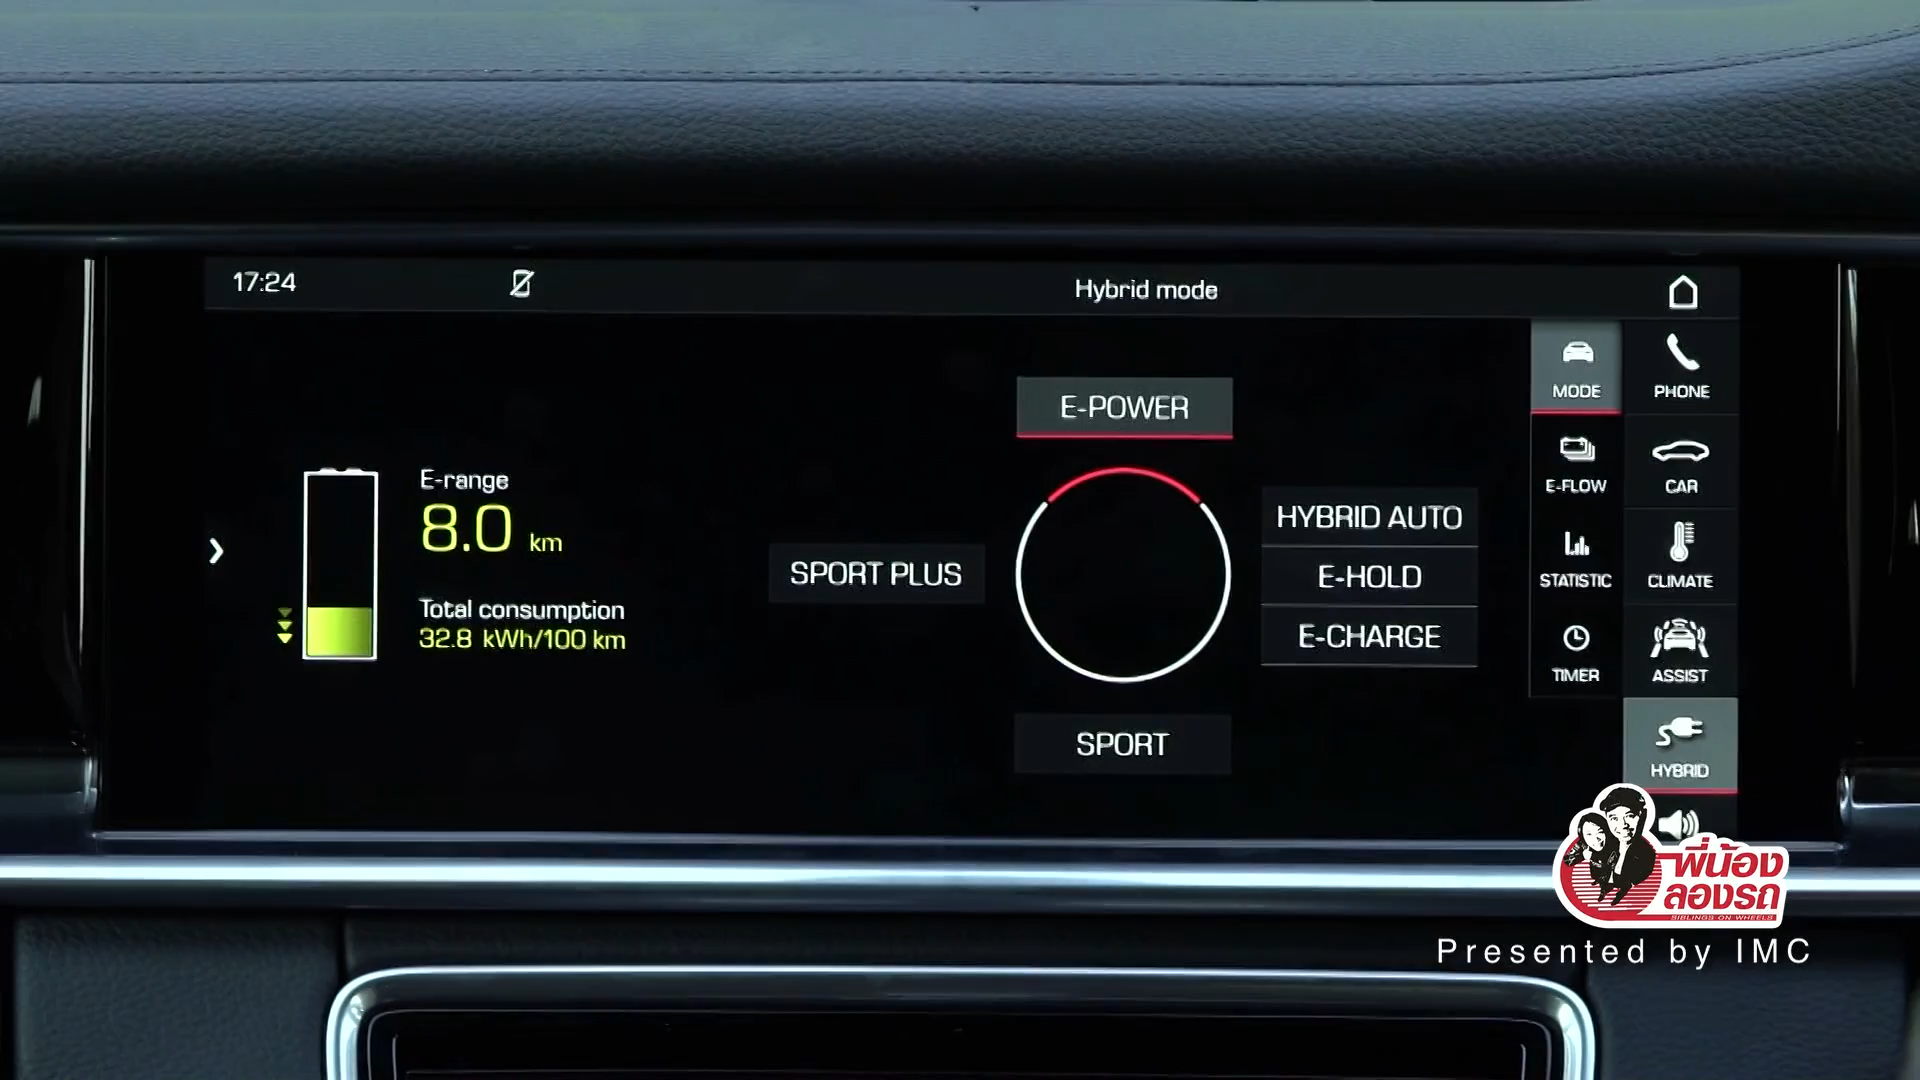 17:24
Hybrid mode
E-range
8.0 km
Total consumption
32.8 kWh/100 km
E-POWER
SPORT PLUS
HYBRID AUTO
E-HOLD
E-CHARGE
SPORT
MODE
PHONE
E-FLOW
CAR
STATISTIC
CLIMATE
TIMER
ASSIST
HYBRID
พี่น้อง
ลองรถ
SIBLINGS ON WHEELS
Presented by IMC